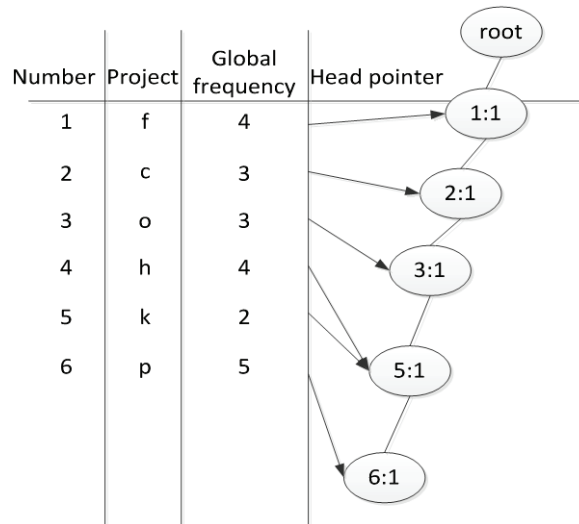 root
Number Project Global frequency Head pointer
1 f 4 1:1
2 c 3 2:1
3 o 3 3:1
4 h 4
5 k 2
6 p 5 5:1
6:1